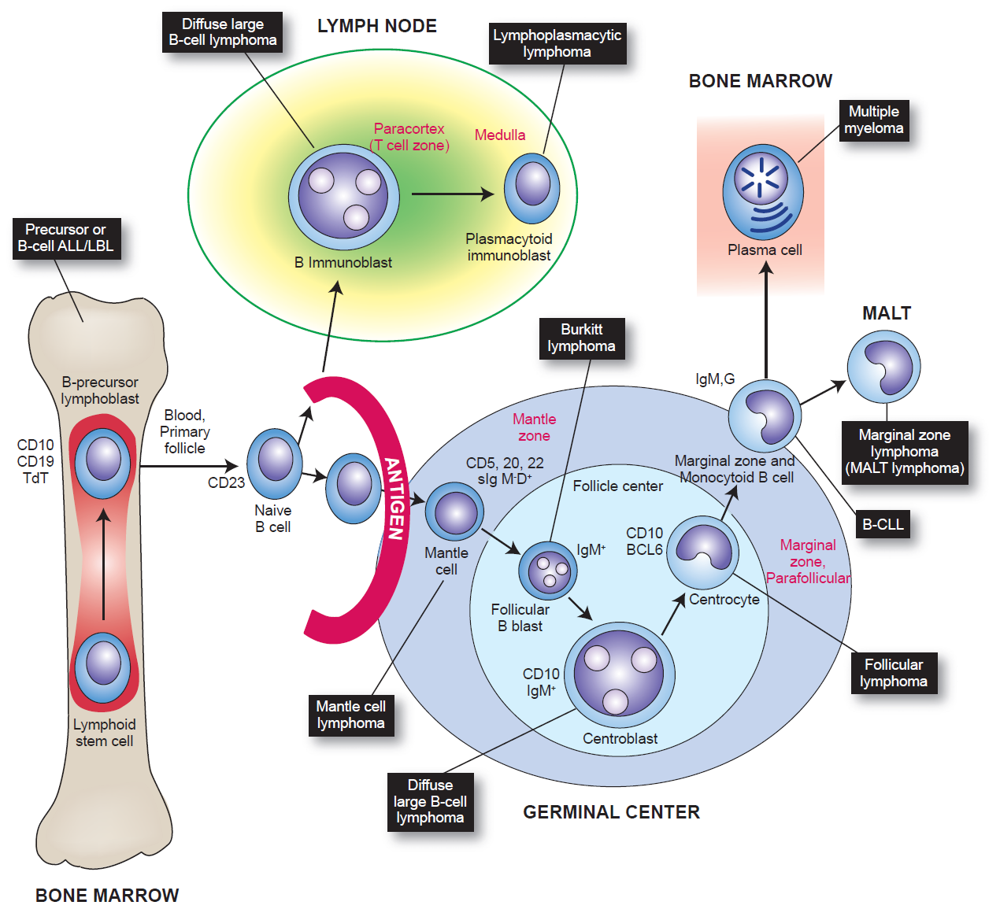 Diffuse large
B-cell lymphoma
LYMPH NODE
Lymphoplasmacytic
lymphoma
BONE MARROW
Multiple
myeloma
Paracortex
(T cell zone)
Medulla
Plasmacytoid
immunoblast
B Immunoblast
Plasma cell
Precursor or
B-cell ALL/LBL
MALT
Burkitt
lymphoma
B-precursor
lymphoblast
IgM,G
Blood,
Primary
follicle
CD10
CD19
TdT
CD23
Naive
B cell
ANTIGEN
Mantle
zone
CD5, 20, 22
sIg M-D+
Follicle center
Marginal zone and
Monocytoid B cell
Marginal zone
lymphoma
(MALT lymphoma)
B-CLL
Mantle
cell
IgM+
CD10
BCL6
Marginal
zone,
Parafollicular
Centrocyte
Follicular
B blast
CD10
IgM+
Centroblast
Follicular
lymphoma
Mantle cell
lymphoma
Lymphoid
stem cell
Diffuse
large B-cell
lymphoma
GERMINAL CENTER
BONE MARROW